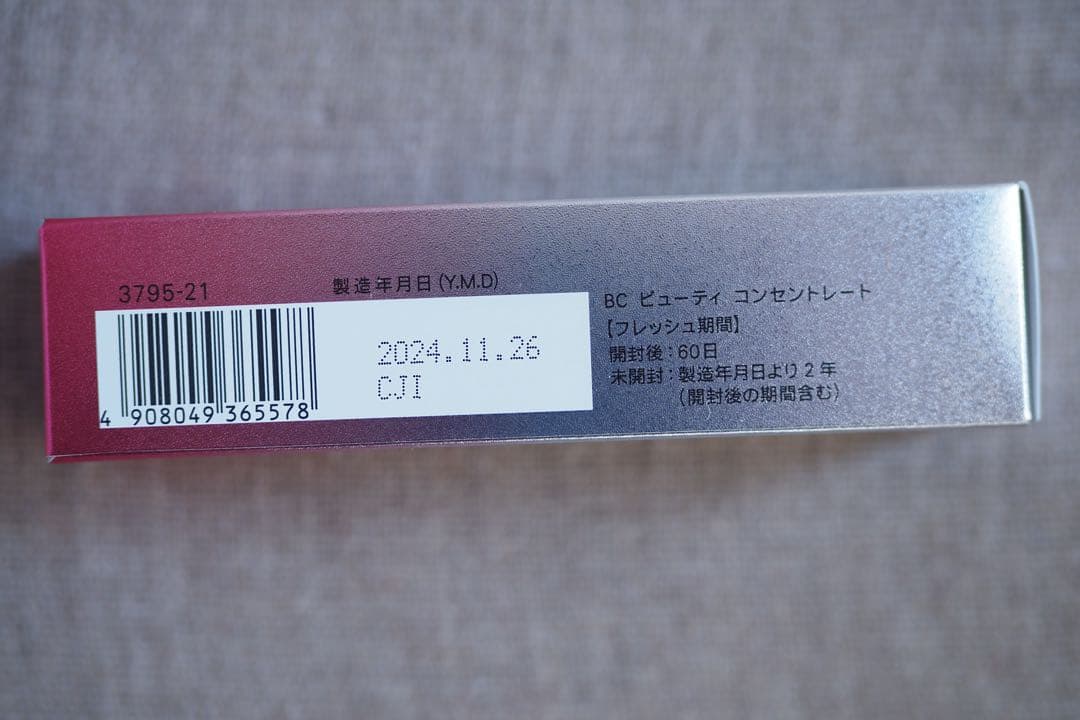 3795-21
製造年月日(Y.M.D)
2024.11.26
CJI
4 908049 365578
BC ビューティ コンセントレート
【フレッシュ期間】
開封後:60日
未開封:製造年月日より2年
(開封後の期間含む)